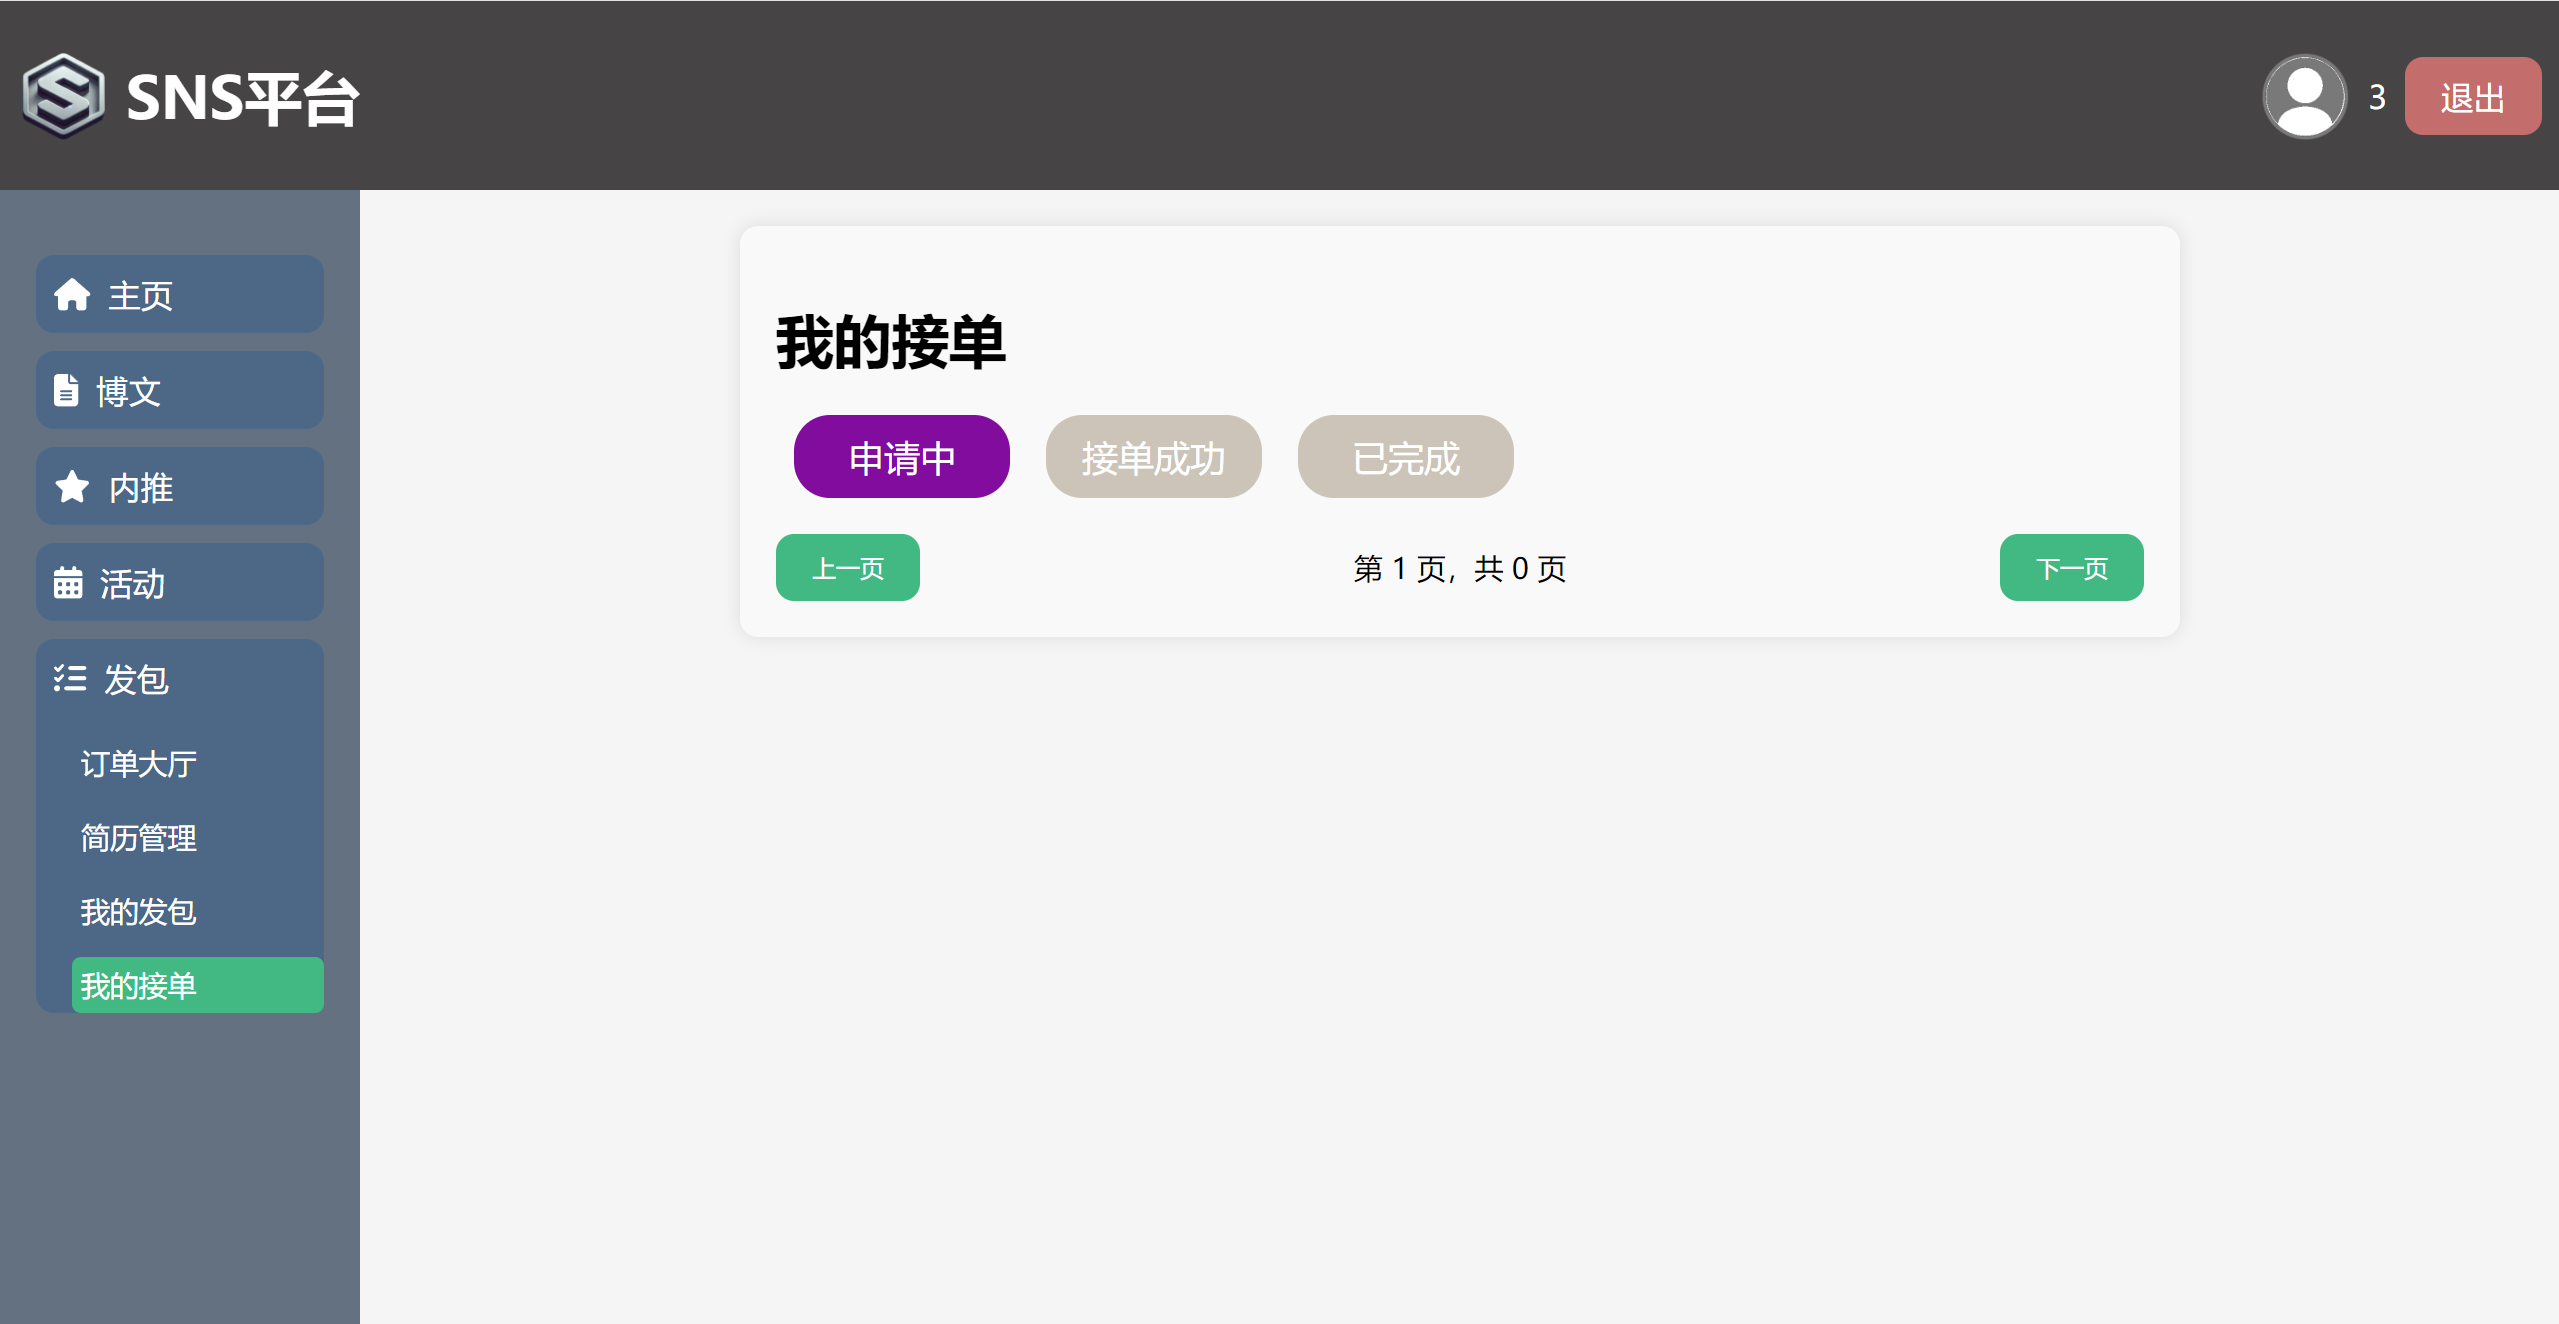 SNS平台
3
退出
主页
博文
内推
活动
发包
订单大厅
简历管理
我的发包
我的接单
我的接单
申请中
接单成功
已完成
上一页
第 1 页，共 0 页
下一页